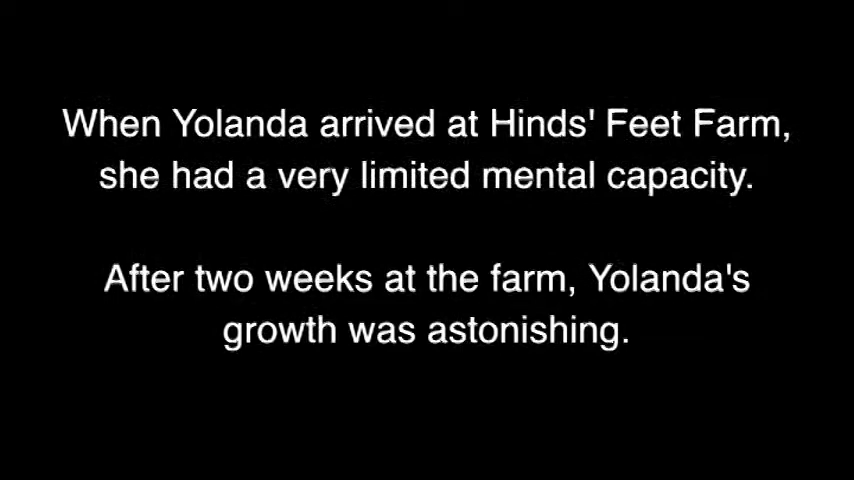 When Yolanda arrived at Hinds' Feet Farm,
she had a very limited mental capacity.
After two weeks at the farm, Yolanda's
growth was astonishing.